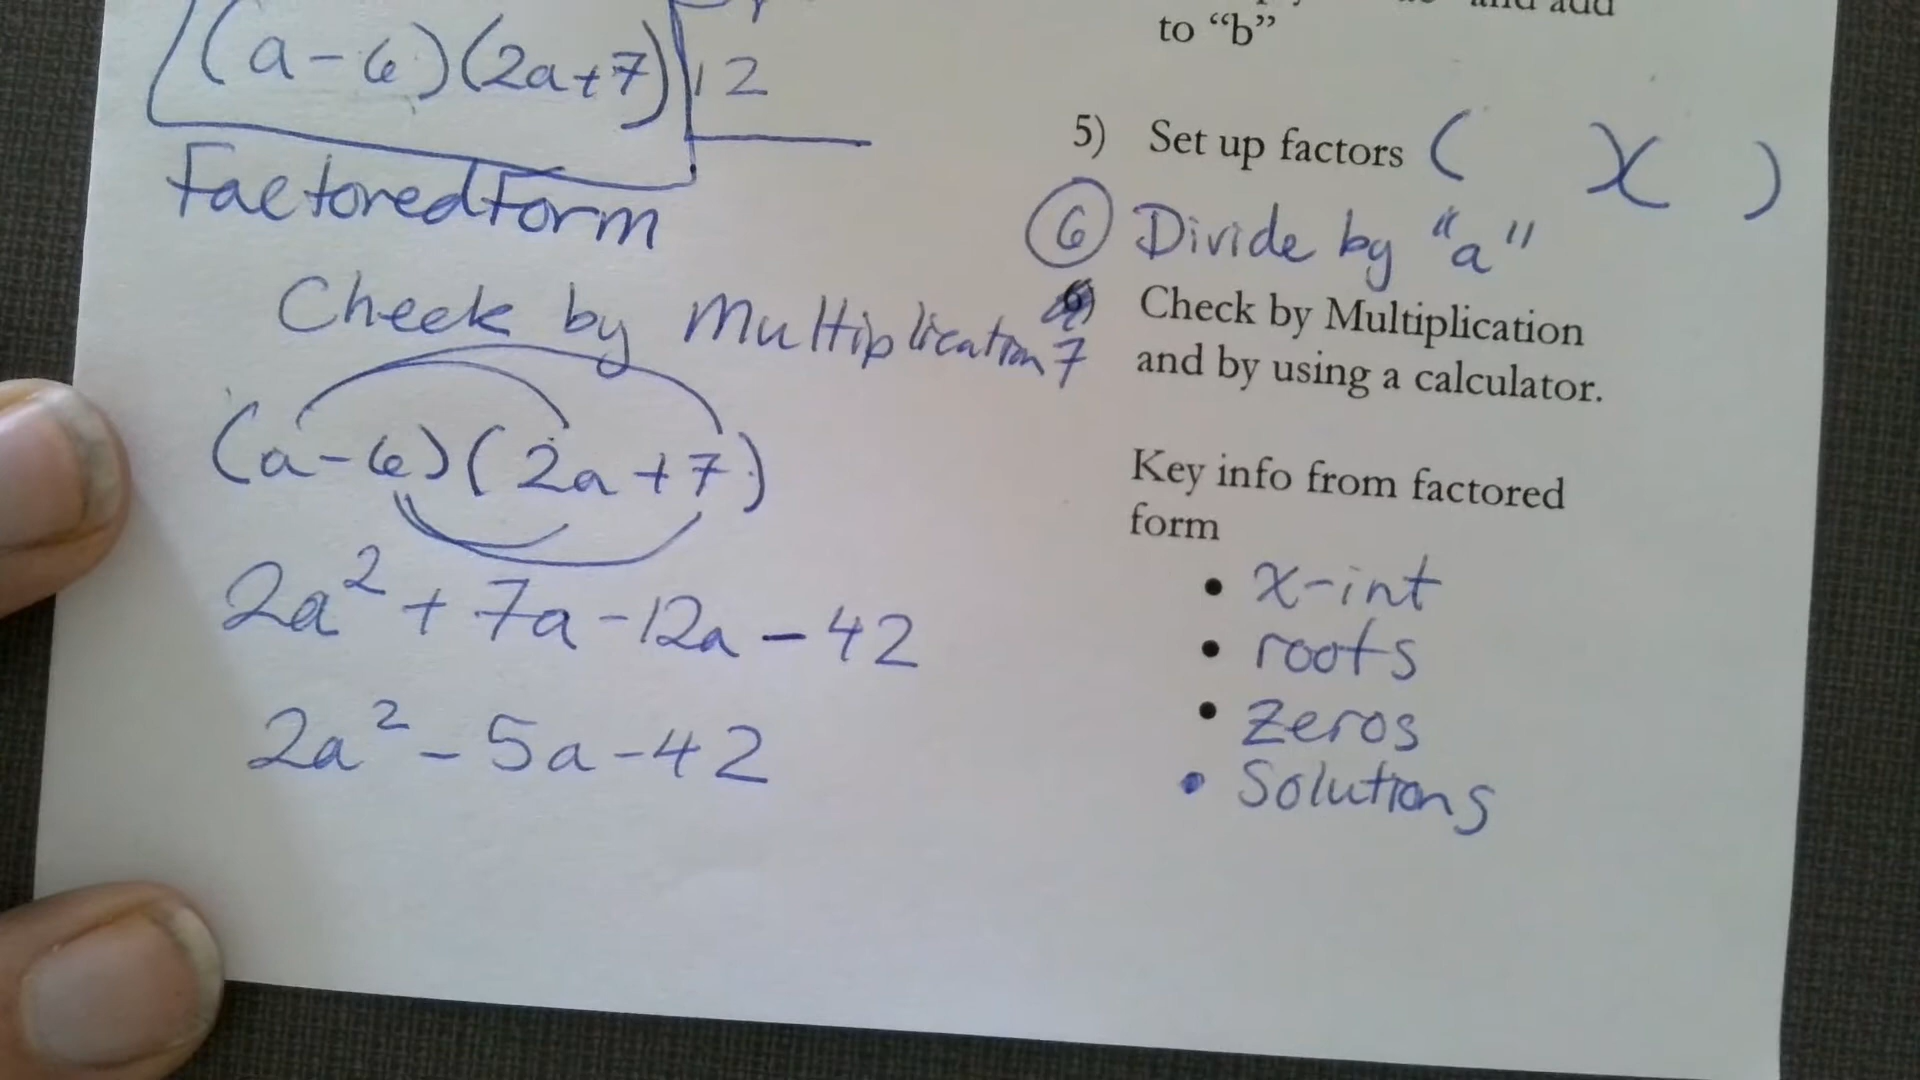 (a-6)(2a+7) 12
Factored Form
Check by Multiplication
(a-6)(2a+7)
2a² + 7a - 12a - 42
2a² - 5a - 42
and add
to “b”
5) Set up factors ( X )
6 Divide by "a"
7 Check by Multiplication
and by using a calculator.
Key info from factored
form
• x-int
• roots
• zeros
• Solutions